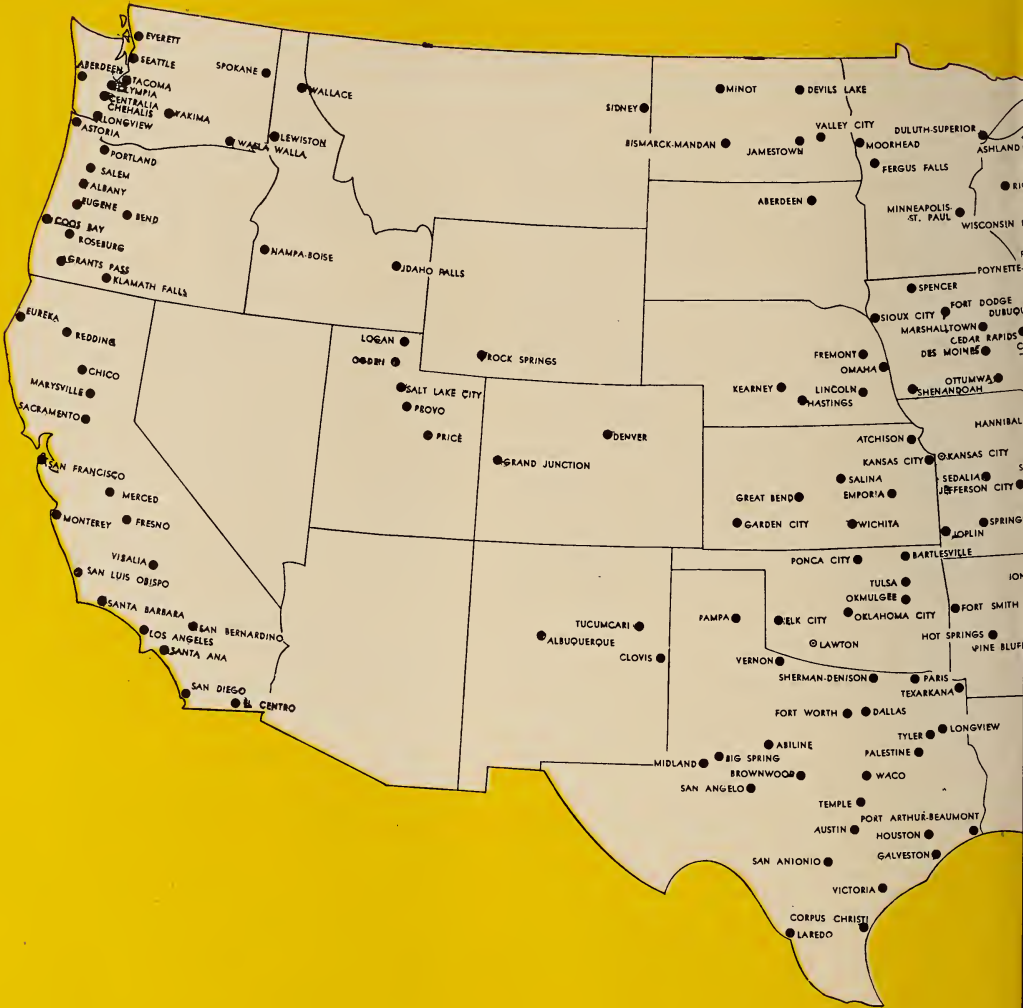 EVERETT
SEATTLE
ABERDEEN
TACOMA
OLYMPIA
CENTRALIA
CHEHALIS
LONGVIEW
YAKIMA
SPOKANE
WALLACE
ASTORIA
WALLA WALLA
LEWISTON
PORTLAND
SALEM
ALBANY
EUGENE
BEND
COOS BAY
ROSEBURG
GRANTS PASS
KLAMATH FALLS
NAMPA-BOISE
IDAHO FALLS
SIDNEY
MINOT
DEVILS LAKE
VALLEY CITY
BISMARCK-MANDAN
JAMESTOWN
MOORHEAD
FERGUS FALLS
DULUTH-SUPERIOR
ASHLAND
ABERDEEN
MINNEAPOLIS-
ST. PAUL
WISCONSIN
POYNETTE-
EUREKA
REDDING
CHICO
MARYSVILLE
SACRAMENTO
SAN FRANCISCO
MERCED
MONTEREY
FRESNO
VISALIA
SAN LUIS OBISPO
SANTA BARBARA
SAN BERNARDINO
LOS ANGELES
SANTA ANA
SAN DIEGO
EL CENTRO
LOGAN
OGDEN
SALT LAKE CITY
PROVO
PRICE
ROCK SPRINGS
DENVER
GRAND JUNCTION
SPENCER
SIOUX CITY
FORT DODGE
DUBUQU
MARSHALLTOWN
CEDAR RAPIDS
DES MOINES
OTTUMWA
SHENANDOAH
FREMONT
OMAHA
KEARNEY
LINCOLN
HASTINGS
HANNIBAL
ATCHISON
KANSAS CITY
KANSAS CITY
SALINA
SEDALIA
JEFFERSON CITY
GREAT BEND
EMPORIA
GARDEN CITY
WICHITA
JOPLIN
SPRING
PONCA CITY
BARTLESVILLE
TULSA
OKMULGEE
ELK CITY
OKLAHOMA CITY
LAWTON
JON
FORT SMITH
HOT SPRINGS
PINE BLUF
TUCUMCARI
ALBUQUERQUE
CLOVIS
PAMPA
VERNON
SHERMAN-DENISON
PARIS
TEXARKANA
FORT WORTH
DALLAS
LONGVIEW
TYLER
ABILINE
PALESTINE
MIDLAND
BIG SPRING
BROWNWOOD
WACO
SAN ANGELO
TEMPLE
PORT ARTHUR-BEAUMONT
AUSTIN
HOUSTON
SAN ANTONIO
GALVESTON
VICTORIA
CORPUS CHRISTI
LAREDO